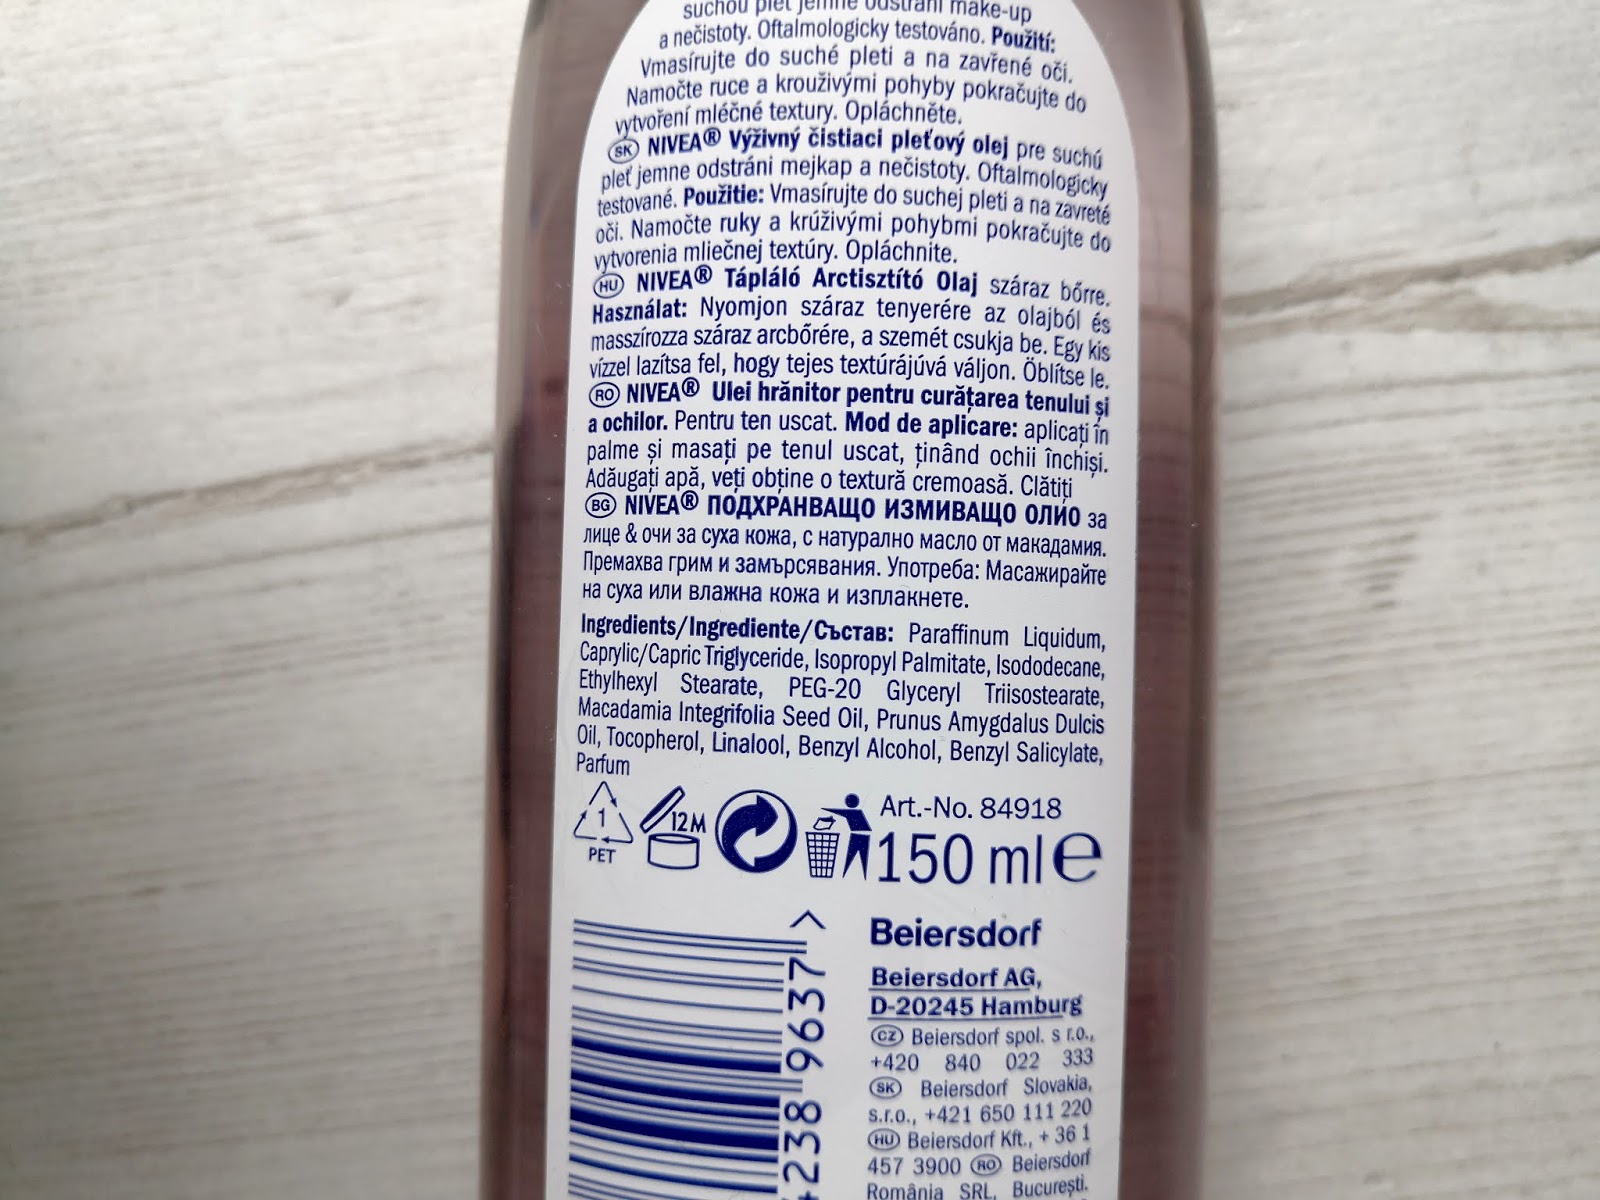 suchou pleť jemně odstraní make-up
a nečistoty. Oftalmologicky testováno. Použití:
Vmasírujte do suché pleti a na zavřené oči.
Namočte ruce a krouživými pohyby pokračujte do
vytvoření mléčné textury. Opláchněte.
SK NIVEA® Výživný čistiaci pleťový olej pre suchú
pleť jemne odstráni mejkap a nečistoty. Oftalmologicky
testované. Použitie: Vmasírujte do suchej pleti a na zavreté
oči. Namočte ruky a krúživými pohybmi pokračujte do
vytvorenia mliečnej textúry. Opláchnite.
HU NIVEA® Tápláló Arctisztító Olaj száraz bőrre.
Használat: Nyomjon száraz tenyerére az olajból és
masszírozza száraz arcbőrére, a szemét csukja be. Egy kis
vízzel lazítsa fel, hogy tejes textúrájúvá váljon. Öblítse le.
RO NIVEA® Ulei hrănitor pentru curățarea tenului și
a ochilor. Pentru ten uscat. Mod de aplicare: aplicați în
palme și masați pe tenul uscat, ținând ochii închiși.
Adăugați apă, veți obține o textură cremoasă. Clătiți
BG NIVEA® ПОДХРАНВАЩО ИЗМИВАЩО ОЛИО за
лице & очи за суха кожа, с натурално масло от макадамия.
Премахва грим и замърсявания. Употреба: Масажирайте
на суха или влажна кожа и изплакнете.
Ingredients/Ingrediente/Състав: Paraffinum Liquidum,
Caprylic/Capric Triglyceride, Isopropyl Palmitate, Isododecane,
Ethylhexyl Stearate, PEG-20 Glyceryl Triisostearate,
Macadamia Integrifolia Seed Oil, Prunus Amygdalus Dulcis
Oil, Tocopherol, Linalool, Benzyl Alcohol, Benzyl Salicylate,
Parfum
1
PET
12M
Art.-No. 84918
150 ml e
238 9637 >
Beiersdorf
Beiersdorf AG,
D-20245 Hamburg
CZ Beiersdorf spol. s r.o.,
+420 840 022 333
SK Beiersdorf Slovakia,
s.r.o., +421 650 111 220
HU Beiersdorf Kft., + 36 1
457 3900 RO Beiersdorf
România SRL, București.